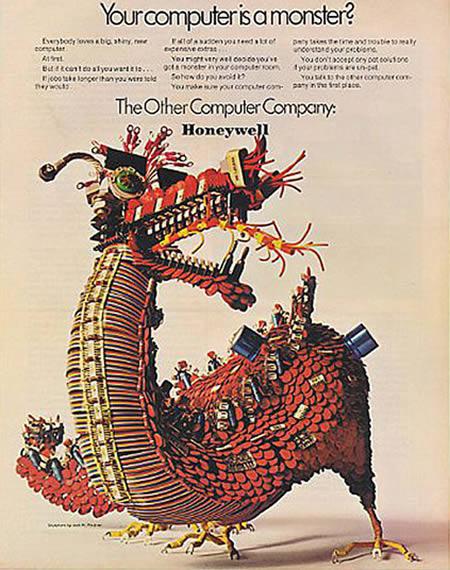 Your computer is a monster?
Everybody loves a big, shiny, new
computer.
At first.
But if it can't do all you want it to...
If jobs take longer than you were told
they would.
If all of a sudden you need a lot of
expensive extras...
You might very well decide you've
got a monster in your computer room.
So how do you avoid it?
You make sure your computer com-
pany takes the time and trouble to really
understand your problems.
You don't accept any pat solutions
if your problems are un-pat.
You talk to the other computer com-
pany in the first place.
The Other Computer Company:
Honeywell
Sculpture by